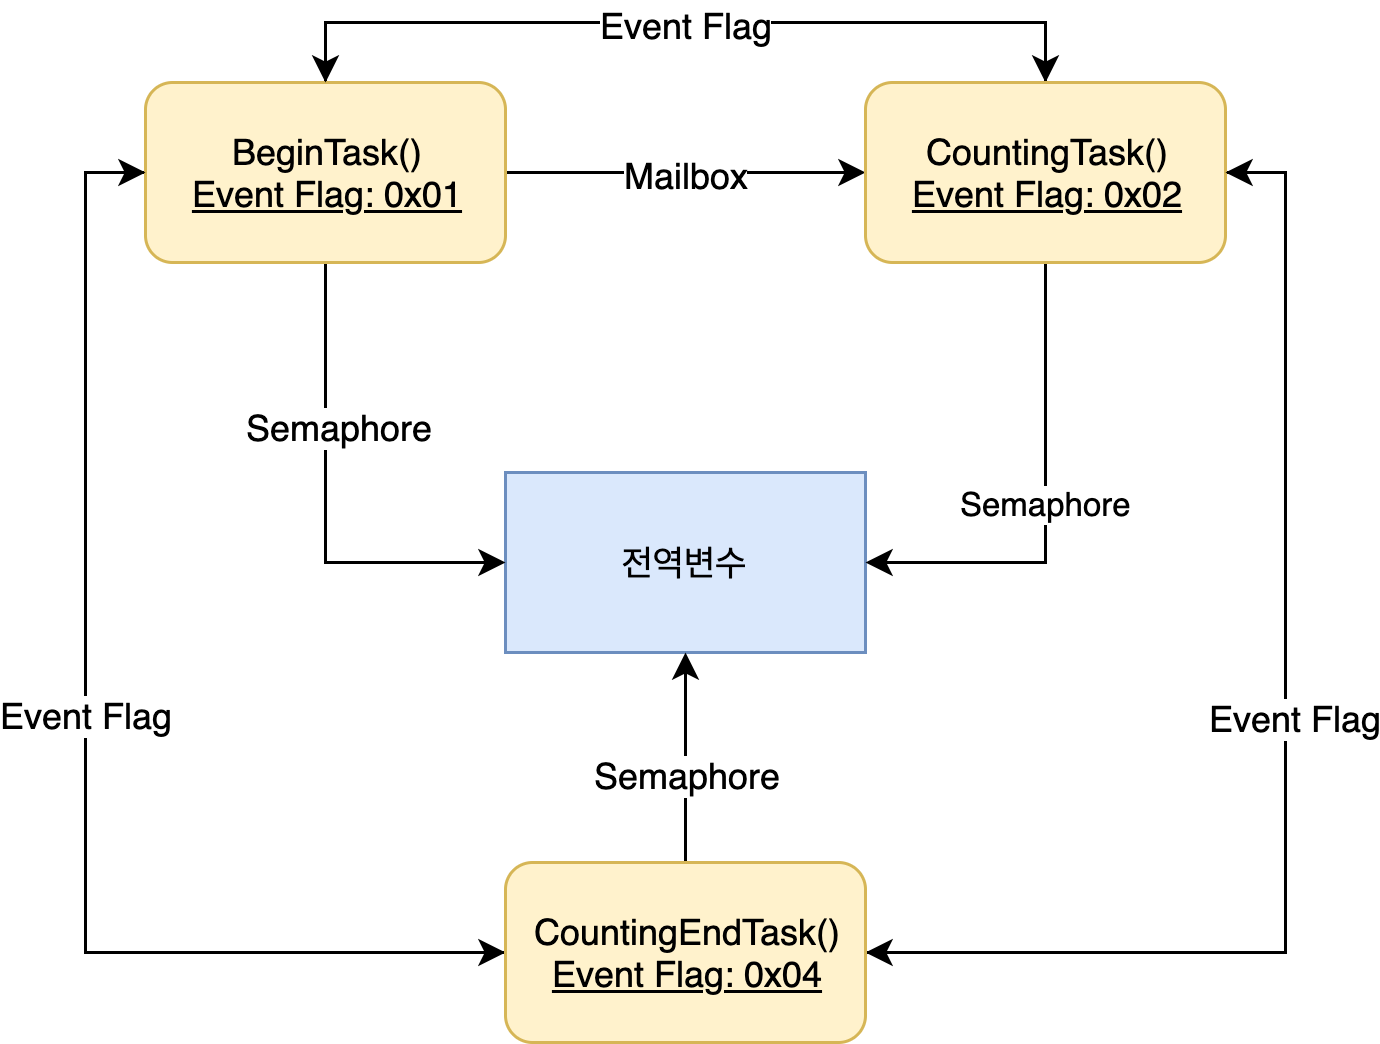 Event Flag
BeginTask()
Event Flag: 0x01
Mailbox
CountingTask()
Event Flag: 0x02
Semaphore
Semaphore
전역변수
Event Flag
Event Flag
Semaphore
CountingEndTask()
Event Flag: 0x04